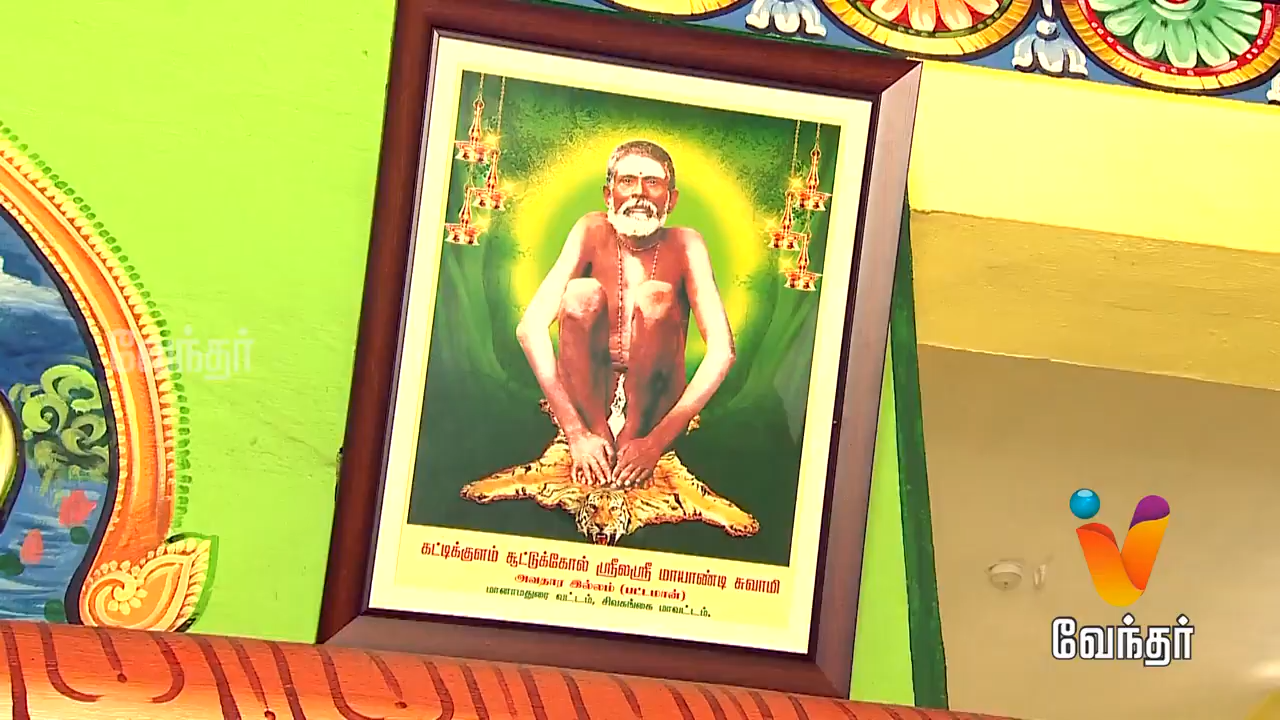 வேந்தர்
கட்டிக்குளம் சூட்டுக்கோல் ஸ்ரீலஸ்ரீ மாயாண்டி சுவாமி
அவதார இல்லம் (பட்டமான்)
மானாமதுரை வட்டம், சிவகங்கை மாவட்டம்.
வேந்தர்